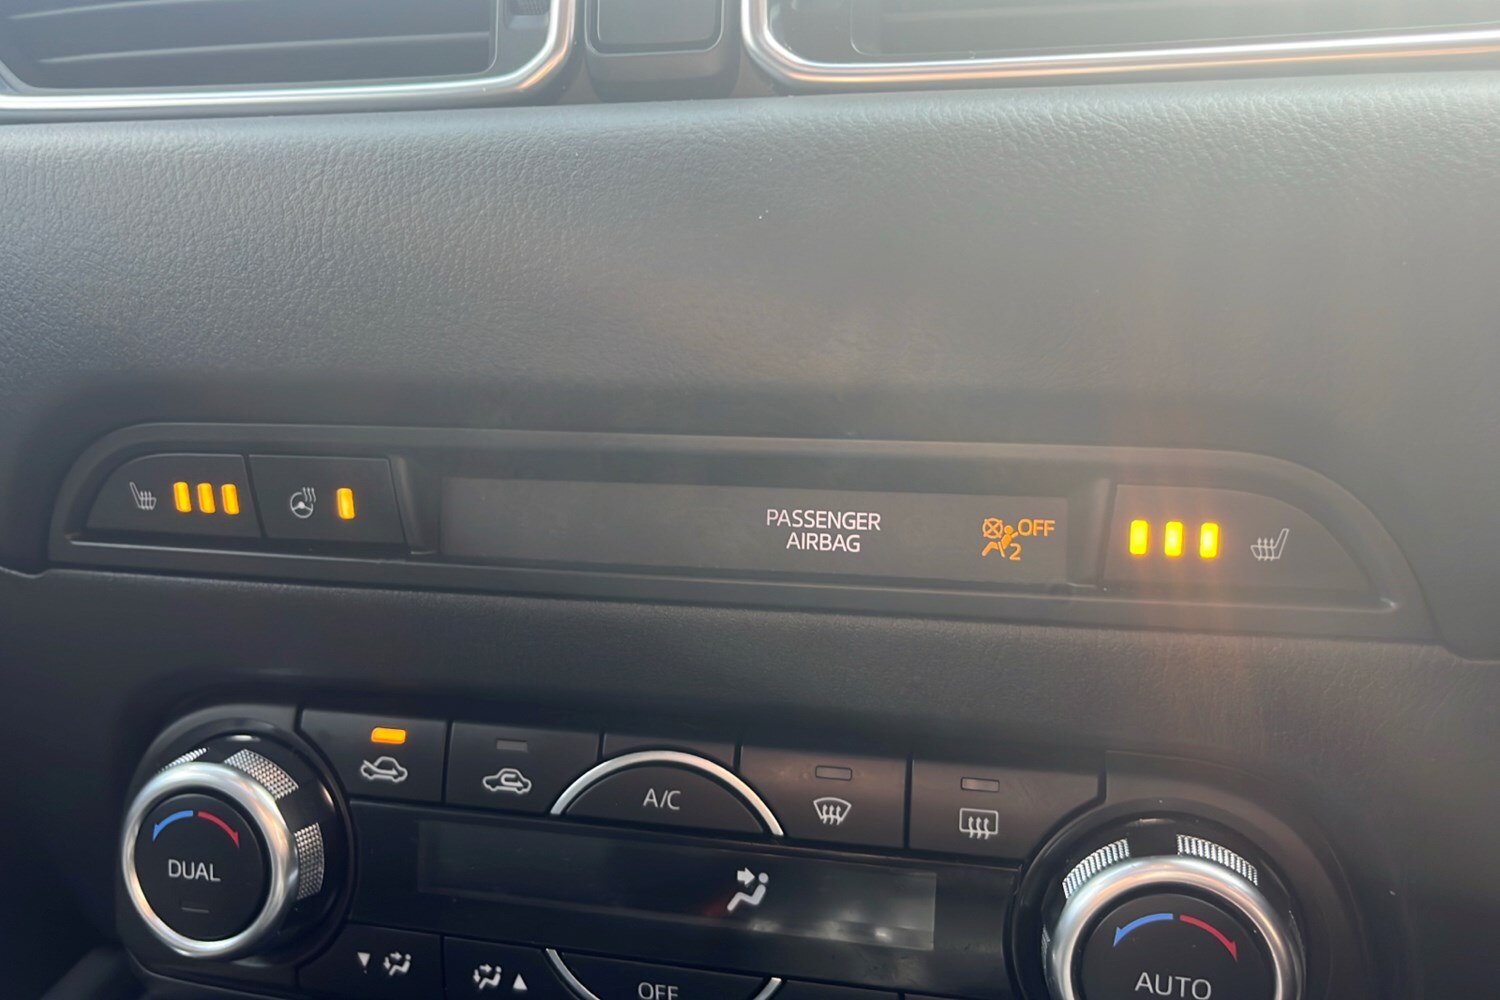 PASSENGER
AIRBAG
OFF
2
A/C
DUAL
AUTO
OFF